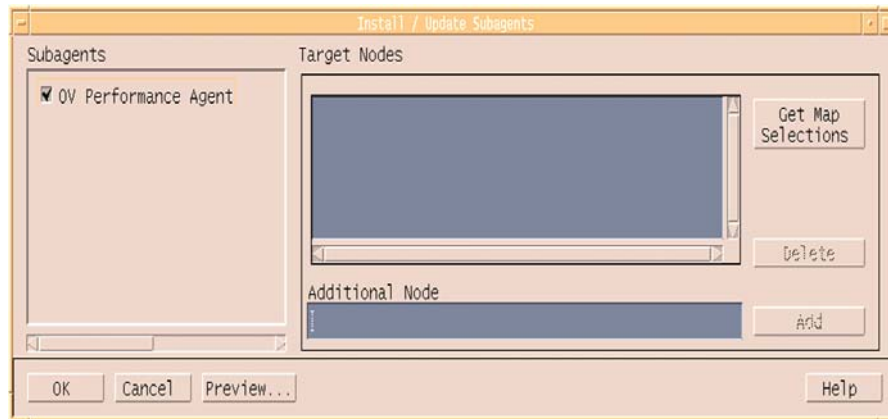 Install / Update Subagents
Subagents
Target Nodes
OV Performance Agent
Get Map
Selections
Delete
Additional Node
Add
OK
Cancel
Preview...
Help